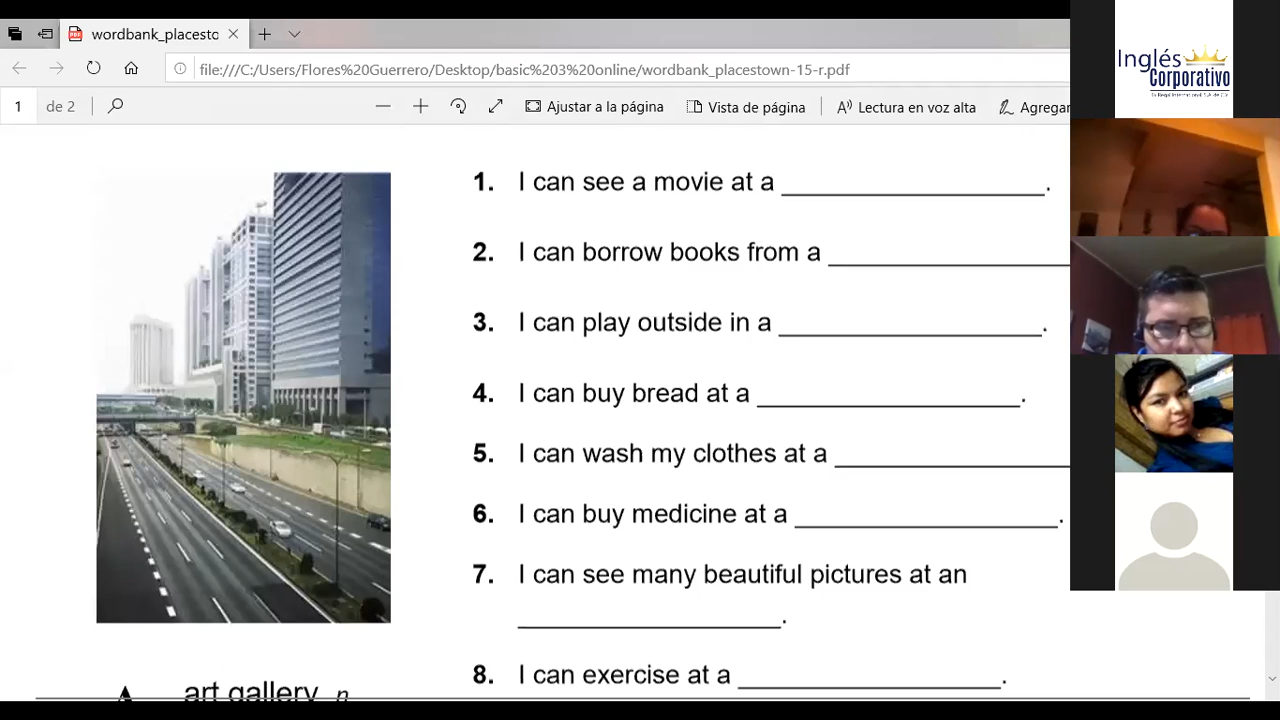 wordbank_placesto
file:///C:/Users/Flores%20Guerrero/Desktop/basic%203%20online/wordbank_placestown-15-r.pdf
1 de 2 Ajustar a la página Vista de página Lectura en voz alta Agregar
Inglés
Corporativo
1. I can see a movie at a ____________________.
2. I can borrow books from a ____________________
3. I can play outside in a ____________________.
4. I can buy bread at a ____________________.
5. I can wash my clothes at a ____________________
6. I can buy medicine at a ____________________.
7. I can see many beautiful pictures at an
____________________.
8. I can exercise at a ____________________.
art gallery n